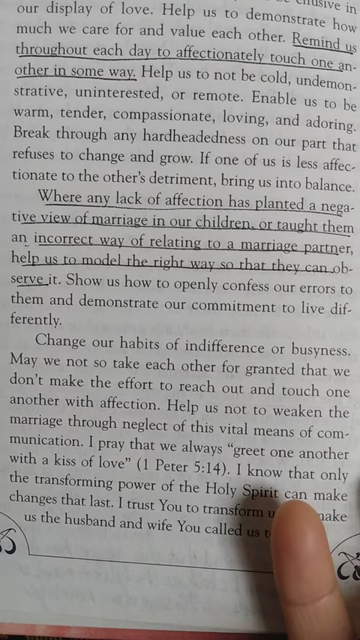 our display of love. Help us to demonstrate how
much we care for and value each other. Remind us
throughout each day to affectionately touch one an-
other in some way. Help us to not be cold, undemon-
strative, uninterested, or remote. Enable us to be
warm, tender, compassionate, loving, and adoring.
Break through any hardheadedness on our part that
refuses to change and grow. If one of us is less affec-
tionate to the other's detriment, bring us into balance.
Where any lack of affection has planted a nega-
tive view of marriage in our children, or taught them
an incorrect way of relating to a marriage partner,
help us to model the right way so that they can ob-
serve it. Show us how to openly confess our errors to
them and demonstrate our commitment to live dif-
ferently.
Change our habits of indifference or busyness.
May we not so take each other for granted that we
don't make the effort to reach out and touch one
another with affection. Help us not to weaken the
marriage through neglect of this vital means of com-
munication. I pray that we always "greet one another
with a kiss of love" (1 Peter 5:14). I know that only
the transforming power of the Holy Spirit can make
changes that last. I trust You to transform make
us the husband and wife You called us